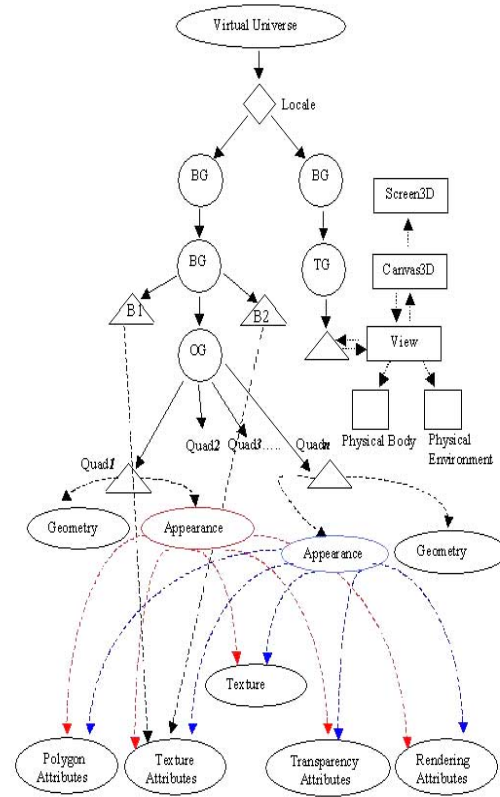 Virtual Universe
Locale
BG
BG
Screen3D
BG
TG
Canvas3D
B1
B2
View
OG
Quad2 Quad3...... Quadn
Physical Body
Physical
Environment
Quad1
Geometry
Appearance
Appearance
Geometry
Texture
Polygon
Attributes
Texture
Attributes
Transparency
Attributes
Rendering
Attributes